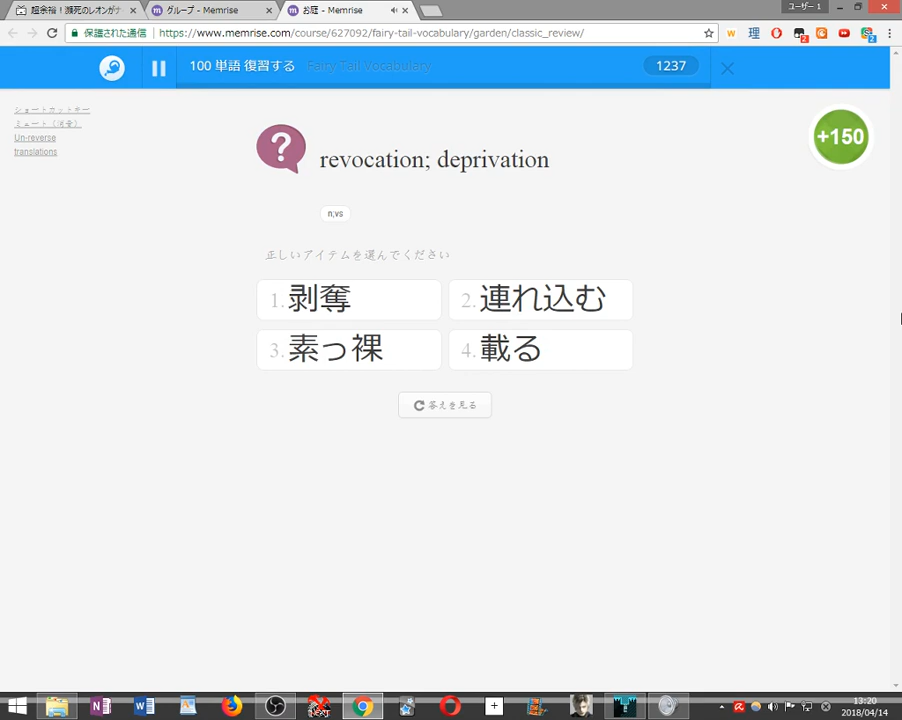 超余裕！瀕死のレオンがナ
グループ - Memrise
お庭 - Memrise
ユーザー 1
保護された通信
https://www.memrise.com/course/627092/fairy-tail-vocabulary/garden/classic_review/
100 単語 復習する
Fairy Tail Vocabulary
1237
ショートカットキー
ミュート（消音）
Un-reverse
translations
+150
?
revocation; deprivation
n;vs
正しいアイテムを選んでください
1. 剥奪
2. 連れ込む
3. 素っ裸
4. 載る
答えを見る
13:20
2018/04/14